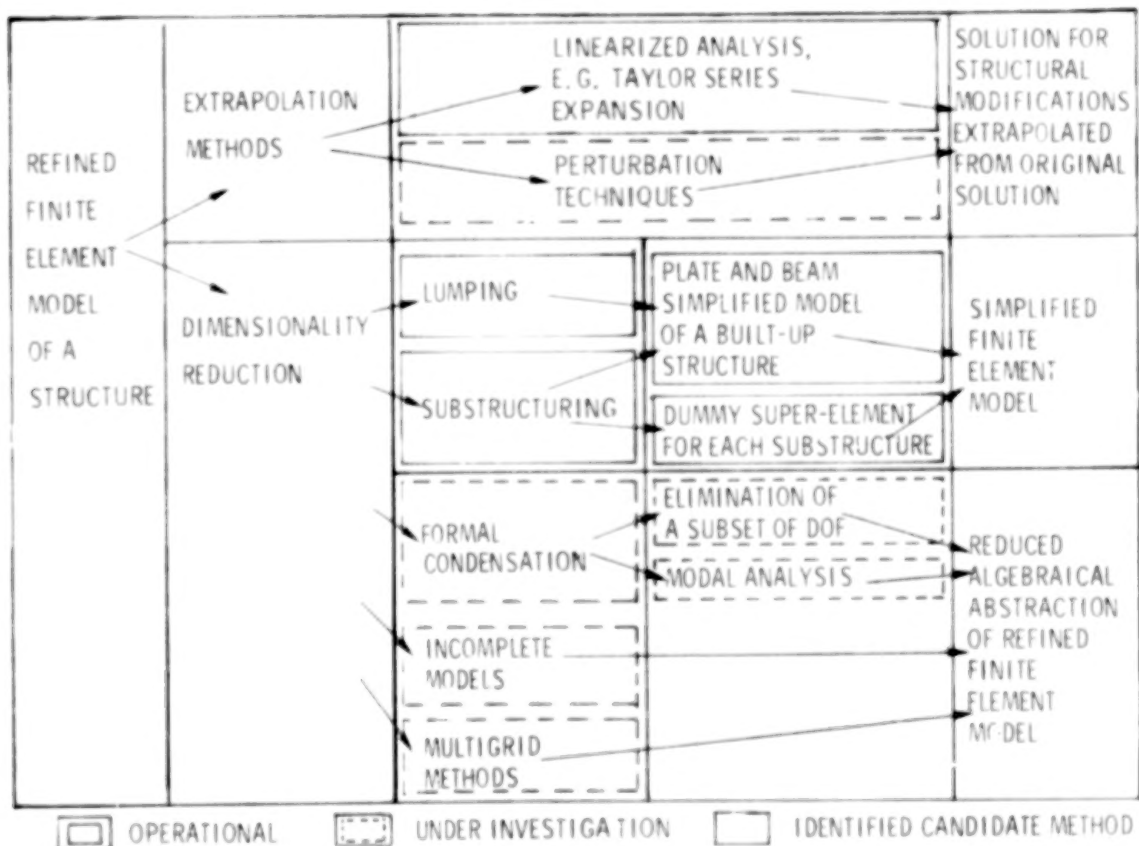 REFINED
FINITE
ELEMENT
MODEL
OF A
STRUCTURE
EXTRAPOLATION
METHODS
LINEARIZED ANALYSIS,
E.G. TAYLOR SERIES
EXPANSION
PERTURBATION
TECHNIQUES
SOLUTION FOR
STRUCTURAL
MODIFICATIONS
EXTRAPOLATED
FROM ORIGINAL
SOLUTION
DIMENSIONALITY
REDUCTION
LUMPING
SUBSTRUCTURING
PLATE AND BEAM
SIMPLIFIED MODEL
OF A BUILT-UP
STRUCTURE
DUMMY SUPER-ELEMENT
FOR EACH SUBSTRUCTURE
SIMPLIFIED
FINITE
ELEMENT
MODEL
FORMAL
CONDENSATION
INCOMPLETE
MODELS
MULTIGRID
METHODS
ELIMINATION OF
A SUBSET OF DOF
MODAL ANALYSIS
REDUCED
ALGEBRAICAL
ABSTRACTION
OF REFINED
FINITE
ELEMENT
MODEL
OPERATIONAL
UNDER INVESTIGATION
IDENTIFIED CANDIDATE METHOD